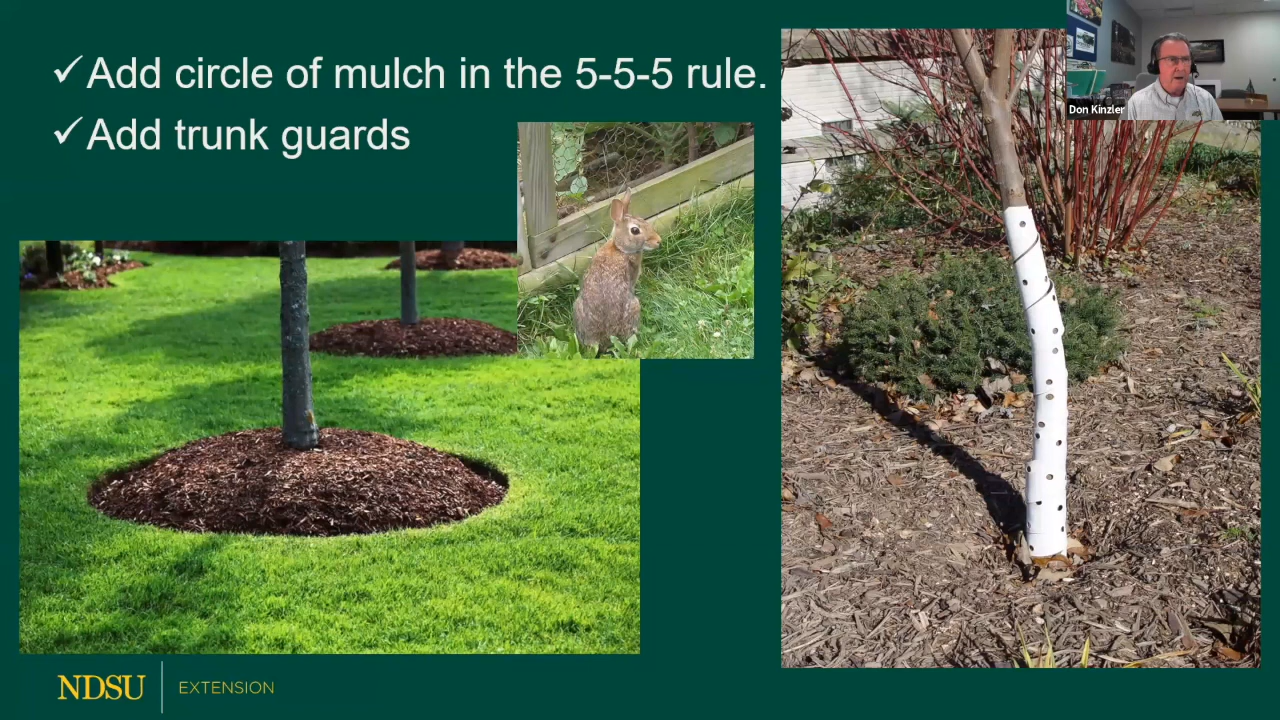 ✓Add circle of mulch in the 5-5-5 rule.
✓Add trunk guards
Don Kinzler
NDSU
EXTENSION